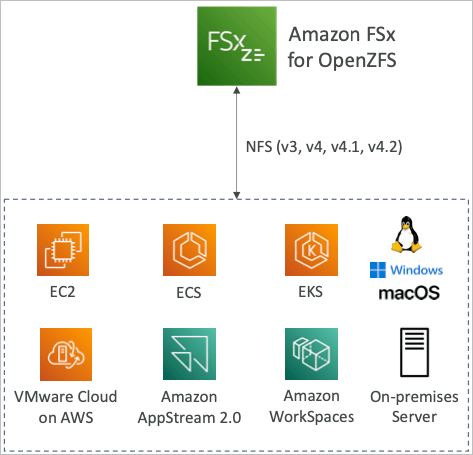 FSx
Amazon FSx
for OpenZFS
NFS (v3, v4, v4.1, v4.2)
EC2
ECS
K
EKS
Windows
macOS
VMware Cloud
on AWS
Amazon
AppStream 2.0
Amazon
WorkSpaces
On-premises
Server